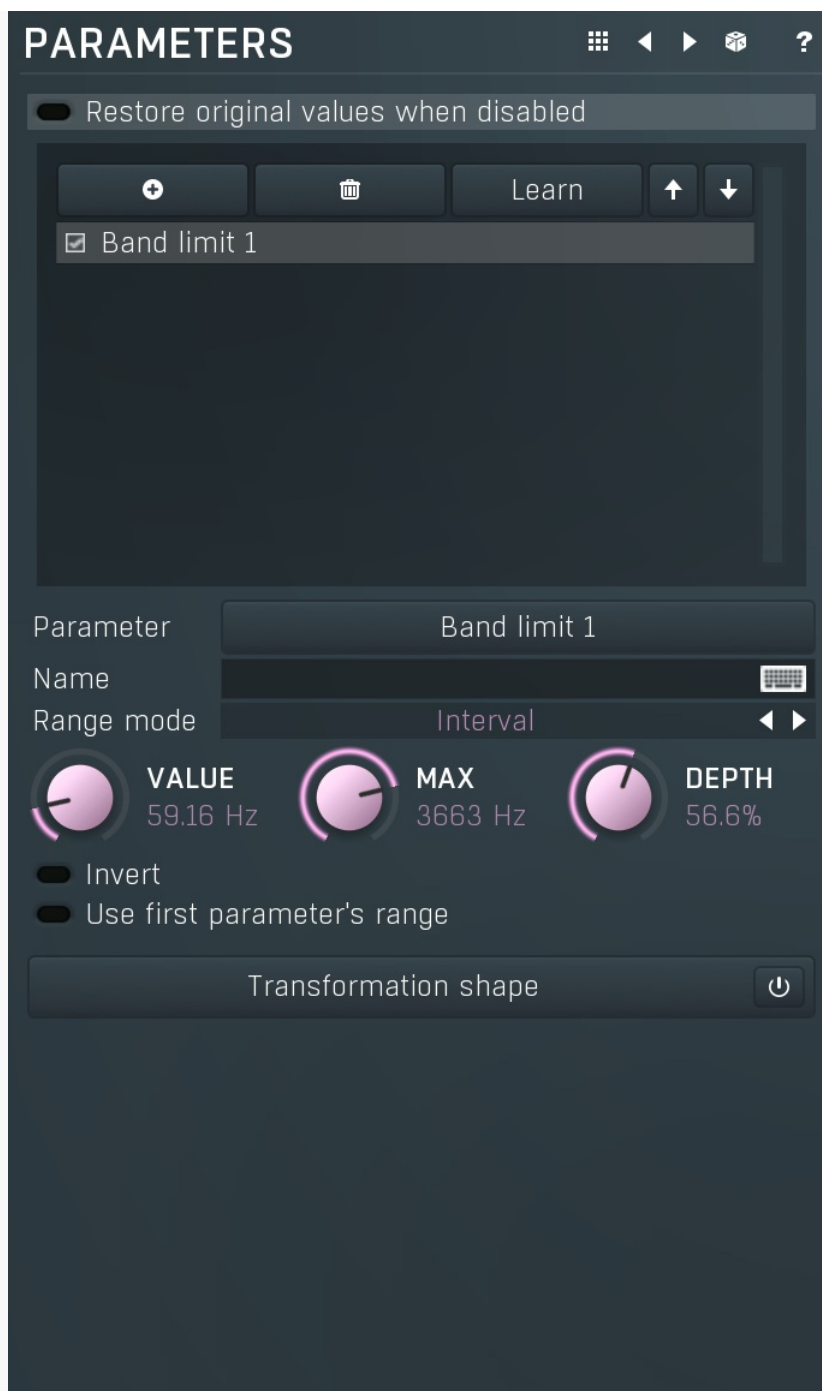 PARAMETERS ?
Restore original values when disabled
Learn
Band limit 1
Parameter Band limit 1
Name
Range mode Interval
VALUE MAX DEPTH
59.16 Hz 3663 Hz 56.6%
Invert
Use first parameter's range
Transformation shape